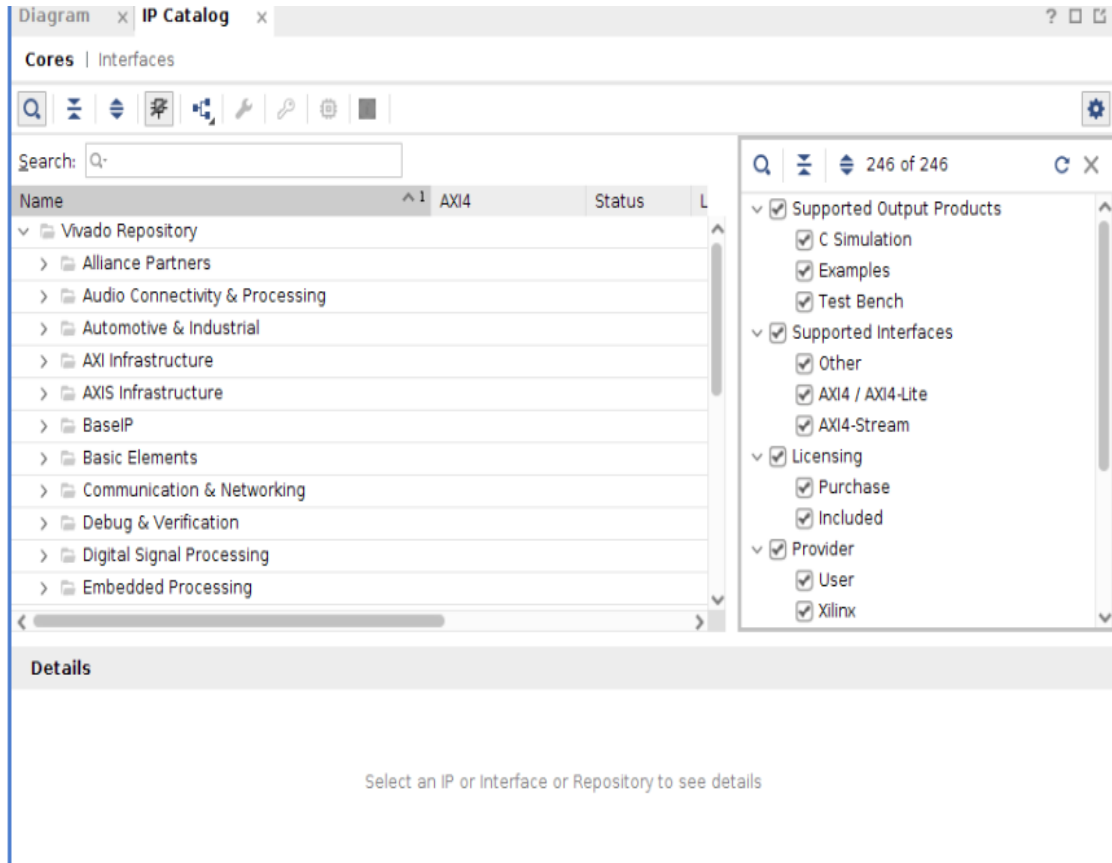 Diagram x IP Catalog x ?
Cores | Interfaces
Search: Q-
246 of 246
Name 1 AXI4 Status L
Vivado Repository
Alliance Partners
Audio Connectivity & Processing
Automotive & Industrial
AXI Infrastructure
AXIS Infrastructure
BaseIP
Basic Elements
Communication & Networking
Debug & Verification
Digital Signal Processing
Embedded Processing
Supported Output Products
C Simulation
Examples
Test Bench
Supported Interfaces
Other
AXI4 / AXI4-Lite
AXI4-Stream
Licensing
Purchase
Included
Provider
User
Xilinx
Details
Select an IP or Interface or Repository to see details